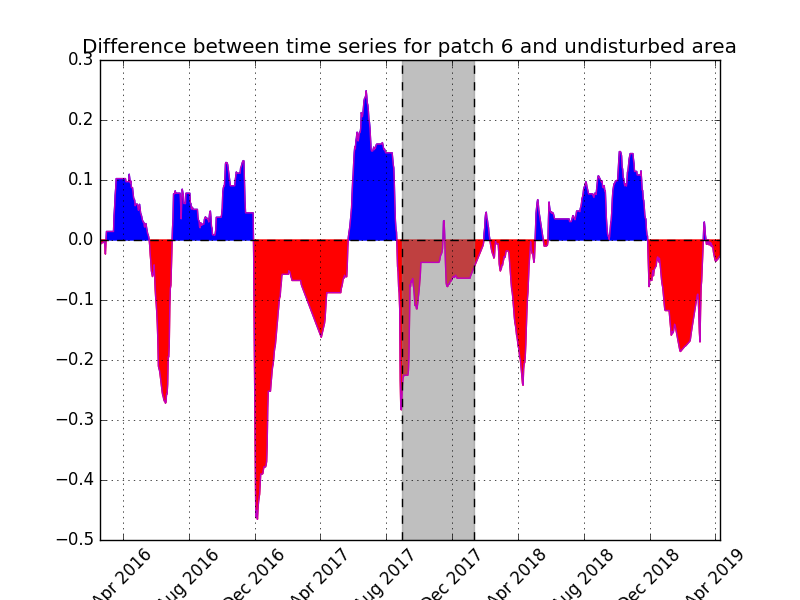 Difference between time series for patch 6 and undisturbed area
0.3
0.2
0.1
0.0
−0.1
−0.2
−0.3
−0.4
−0.5
Apr 2016
Aug 2016
Dec 2016
Apr 2017
Aug 2017
Dec 2017
Apr 2018
Aug 2018
Dec 2018
Apr 2019